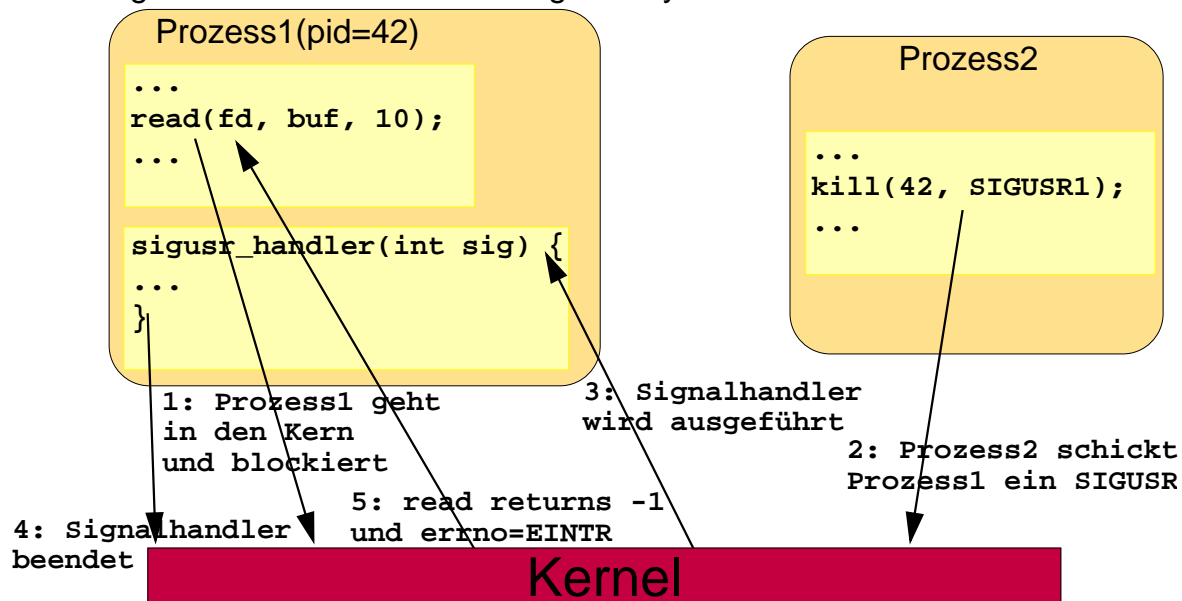 Prozess1(pid=42)
...
read(fd, buf, 10);
...
sigusr_handler(int sig) {
...
}
Prozess2
...
kill(42, SIGUSR1);
...
1: Prozess1 geht
in den Kern
und blockiert
3: Signalhandler
wird ausgeführt
2: Prozess2 schickt
Prozess1 ein SIGUSR
5: read returns -1
und errno=EINTR
4: Signalhandler
beendet
Kernel